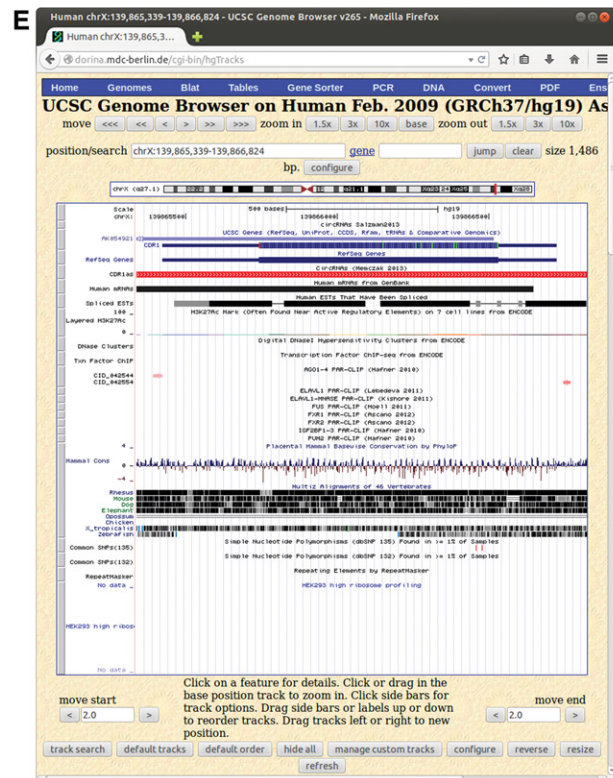 E
Human chrX:139,865,339-139,866,824 - UCSC Genome Browser v265 - Mozilla Firefox
Human chrX:139,865,3...
dorina.mdc-berlin.de/cgi-bin/hgTracks
Home Genomes Blat Tables Gene Sorter PCR DNA Convert PDF Ens
UCSC Genome Browser on Human Feb. 2009 (GRCh37/hg19) As
move <<< << < > >> >>> zoom in 1.5x 3x 10x base zoom out 1.5x 3x 10x
position/search chrX:139,865,339-139,866,824 gene jump clear size 1,486
bp. configure
chrX (q27.1)
Scale 500 bases hg19
chrX: 139865500 139866000 139866500
circRNAs Salzman2013
UCSC Genes (RefSeq, UniProt, CCDS, Rfam, tRNAs & Comparative Genomics)
AK054921
CDR1
RefSeq Genes
RefSeq Genes
CircRNAs (Memczak 2013)
CDR1as
Human mRNAs from GenBank
Human mRNAs
Human ESTs That Have Been Spliced
Spliced ESTs
100 _ H3K27Ac Mark (Often Found Near Active Regulatory Elements) on 7 cell lines from ENCODE
Layered H3K27Ac
0 _
Digital DNaseI Hypersensitivity Clusters from ENCODE
DNase Clusters
Transcription Factor ChIP-seq from ENCODE
Txn Factor ChIP
AGO1-4 PAR-CLIP (Hafner 2010)
CID_042544
CID_042554
ELAVL1 PAR-CLIP (Lebedeva 2011)
ELAVL1-MNASE PAR-CLIP (Kishore 2011)
FUS PAR-CLIP (Hoell 2011)
FXR1 PAR-CLIP (Ascano 2012)
FXR2 PAR-CLIP (Ascano 2012)
IGF2BP1-3 PAR-CLIP (Hafner 2010)
PUM2 PAR-CLIP (Hafner 2010)
4 _ Placental Mammal Basewise Conservation by PhyloP
Mammal Cons
0 _
-4 _
Multiz Alignments of 46 Vertebrates
Rhesus
Mouse
Dog
Elephant
Opossum
Chicken
X_tropicalis
Zebrafish
Simple Nucleotide Polymorphisms (dbSNP 135) Found in >= 1% of Samples
Common SNPs(135)
Simple Nucleotide Polymorphisms (dbSNP 132) Found in >= 1% of Samples
Common SNPs(132)
Repeating Elements by RepeatMasker
RepeatMasker
No data _ HEK293 high ribosome profiling
HEK293 high ribos
No data _
Click on a feature for details. Click or drag in the
base position track to zoom in. Click side bars for
track options. Drag side bars or labels up or down
to reorder tracks. Drag tracks left or right to new
position.
move start
< 2.0 >
move end
< 2.0 >
track search default tracks default order hide all manage custom tracks configure reverse resize
refresh